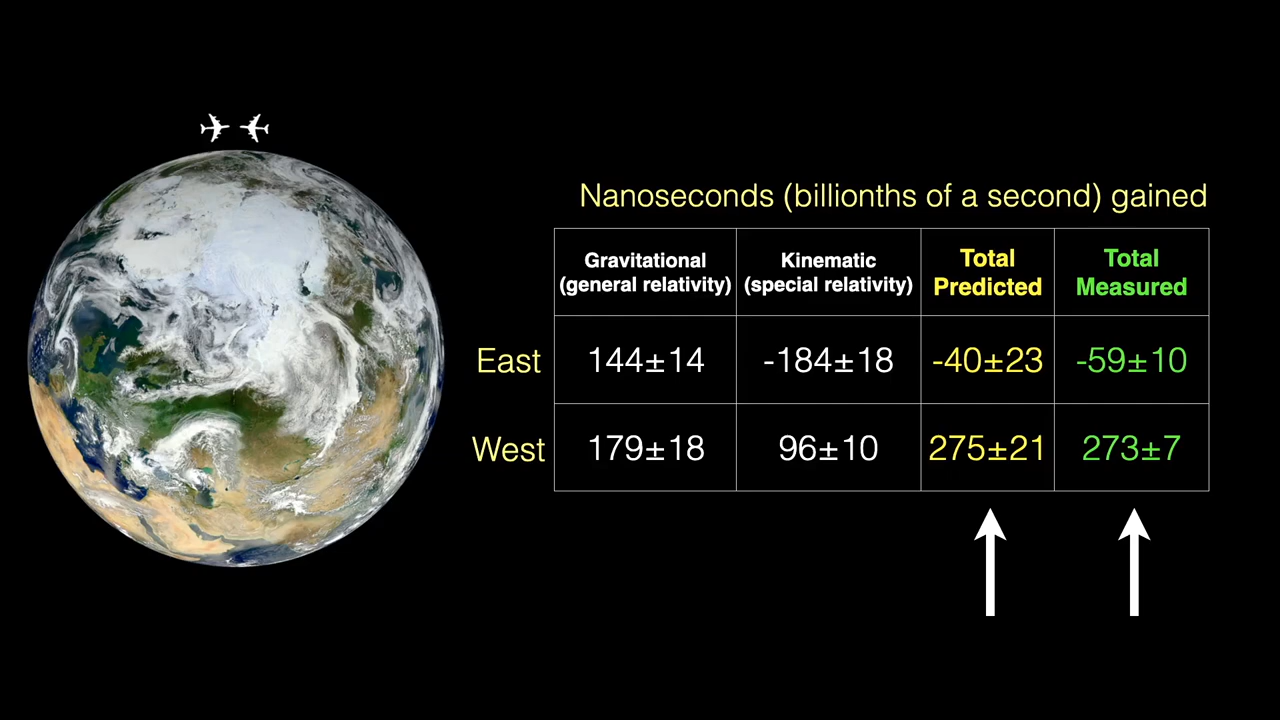 Nanoseconds (billionths of a second) gained
Gravitational
(general relativity)
Kinematic
(special relativity)
Total
Predicted
Total
Measured
East 144±14 -184±18 -40±23 -59±10
West 179±18 96±10 275±21 273±7